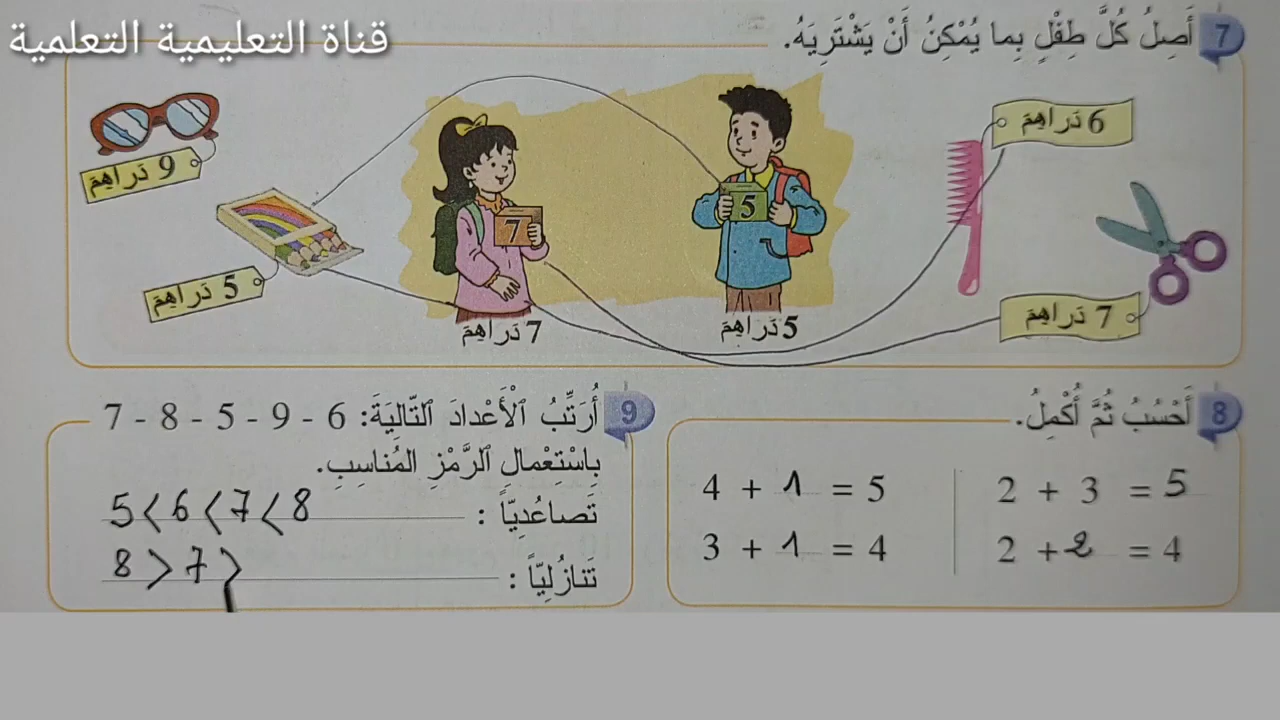 قناة التعليمية التعلمية
7 أَصِلُ كُلَّ طِفْلٍ بِما يُمْكِنُ أَنْ يَشْتَرِيَهُ.
6 دَراهِمَ
9 دَراهِمَ
5
7
5 دَراهِمَ
7 دَراهِمَ
5 دَراهِمَ
7 دَراهِمَ
8 أَحْسُبُ ثُمَّ أُكْمِلُ.
2 + 3 = 5
4 + 1 = 5
2 + 2 = 4
3 + 1 = 4
9 أُرَتِّبُ ٱلْأَعْدادَ ٱلتّالِيَةَ: 6 - 9 - 5 - 8 - 7
بِاسْتِعْمالِ ٱلرَّمْزِ المُناسِبِ.
تَصاعُدِيّاً : 5 < 6 < 7 < 8
تَنازُلِيّاً : 8 > 7 >